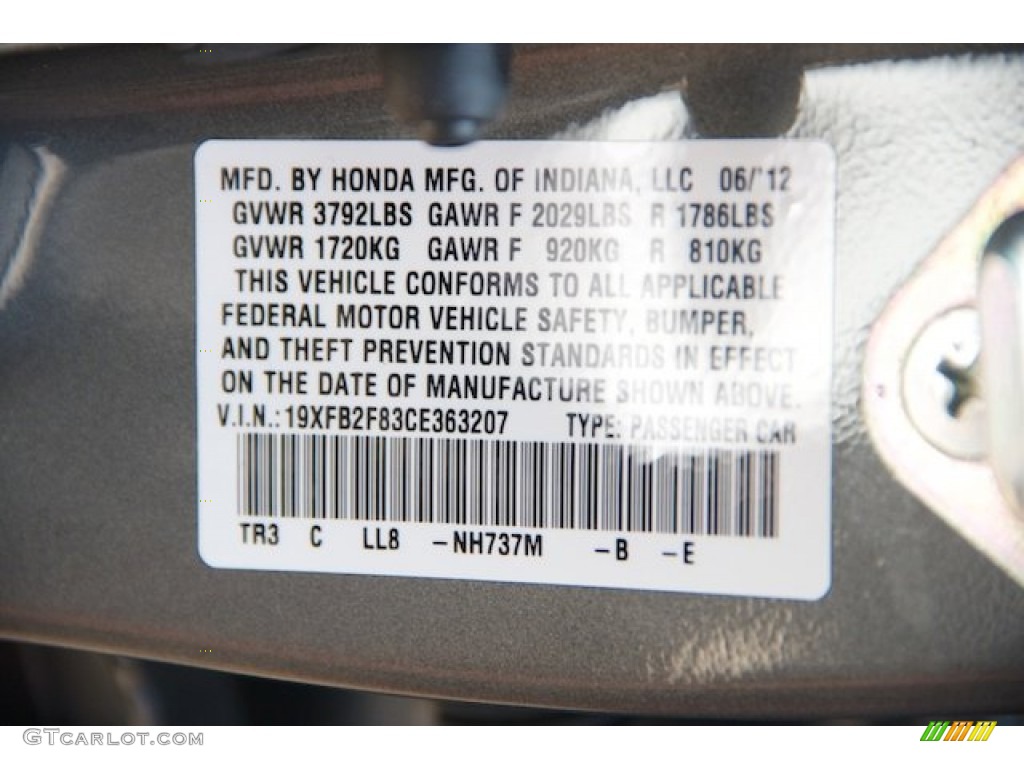 MFD. BY HONDA MFG. OF INDIANA, LLC 06/'12
GVWR 3792LBS GAWR F 2029LBS R 1786LBS
GVWR 1720KG GAWR F 920KG R 810KG
THIS VEHICLE CONFORMS TO ALL APPLICABLE
FEDERAL MOTOR VEHICLE SAFETY, BUMPER,
AND THEFT PREVENTION STANDARDS IN EFFECT
ON THE DATE OF MANUFACTURE SHOWN ABOVE.
V.I.N.:19XFB2F83CE363207 TYPE: PASSENGER CAR
TR3 C LL8 -NH737M -B -E
GTCarLot.com